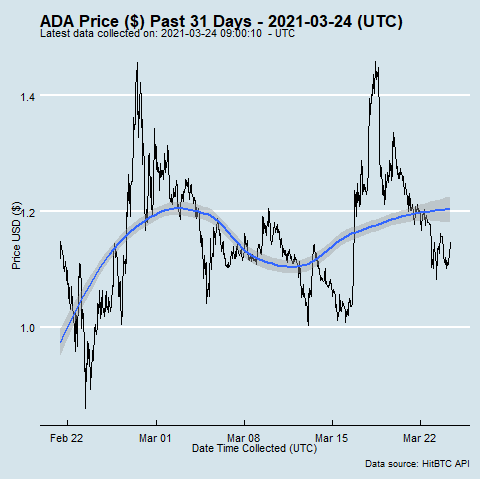 ADA Price ($) Past 31 Days - 2021-03-24 (UTC)
Latest data collected on: 2021-03-24 09:00:10  - UTC
1.4
1.2
1.0
Price USD ($)
Feb 22
Mar 01
Mar 08
Mar 15
Mar 22
Date Time Collected (UTC)
Data source: HitBTC API